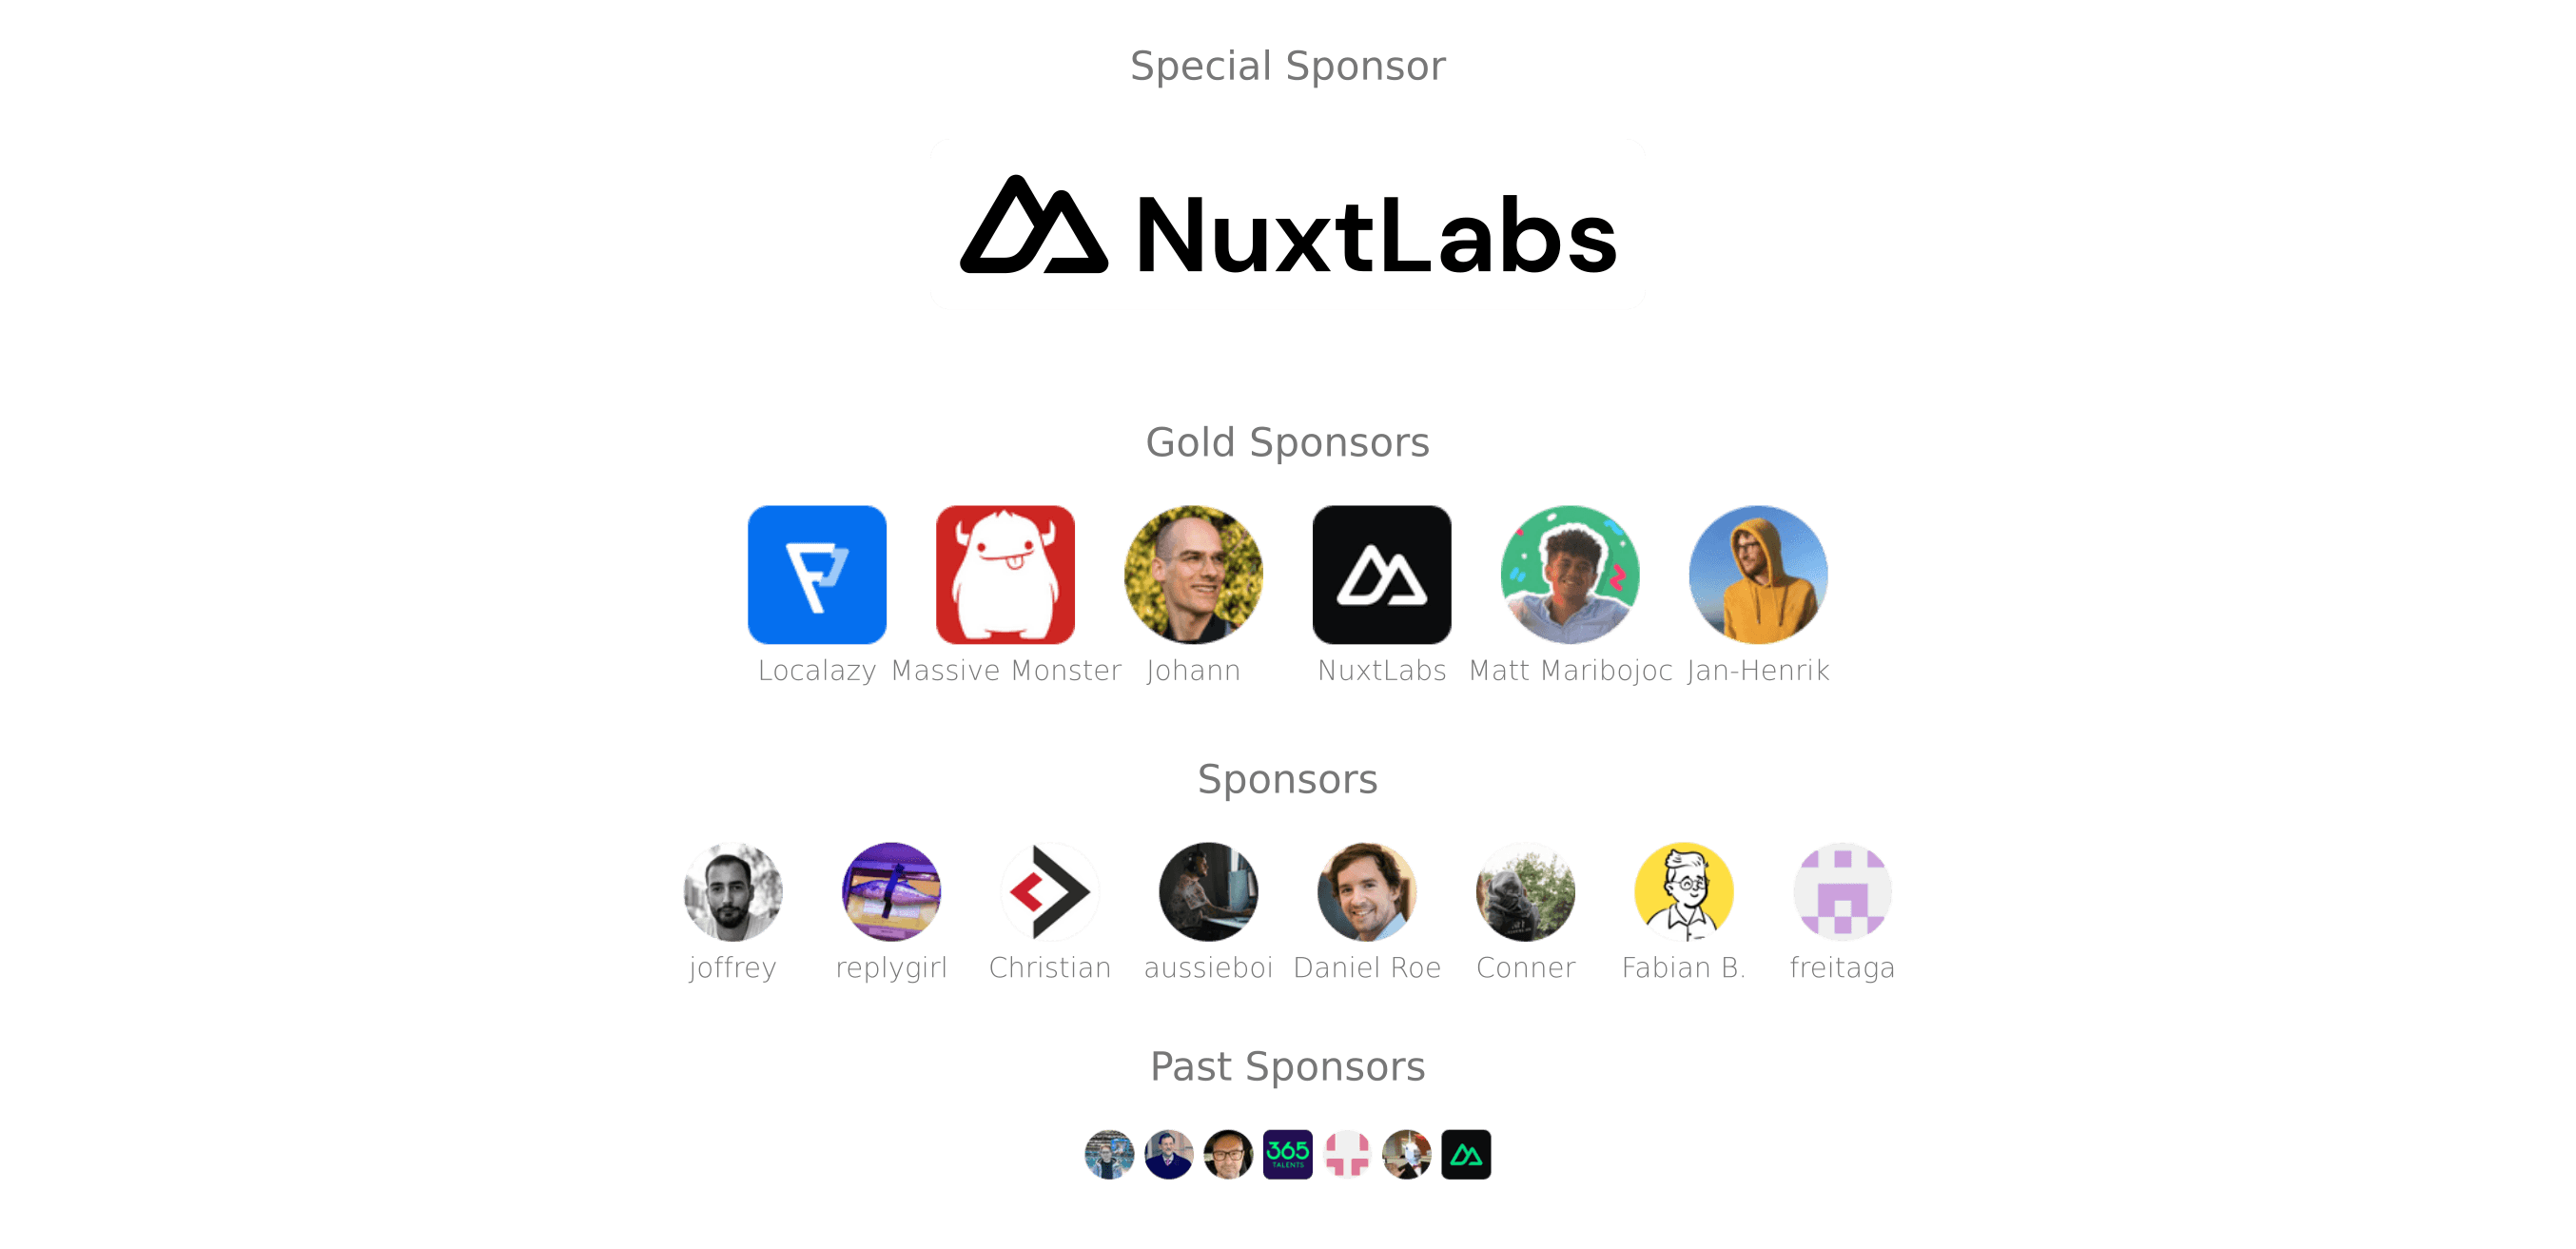 Special Sponsor
NuxtLabs
Gold Sponsors
Localazy Massive Monster Johann NuxtLabs Matt Maribojoc Jan-Henrik
Sponsors
joffrey replygirl Christian aussieboi Daniel Roe Conner Fabian B. freitaga
Past Sponsors
365
TALENTS